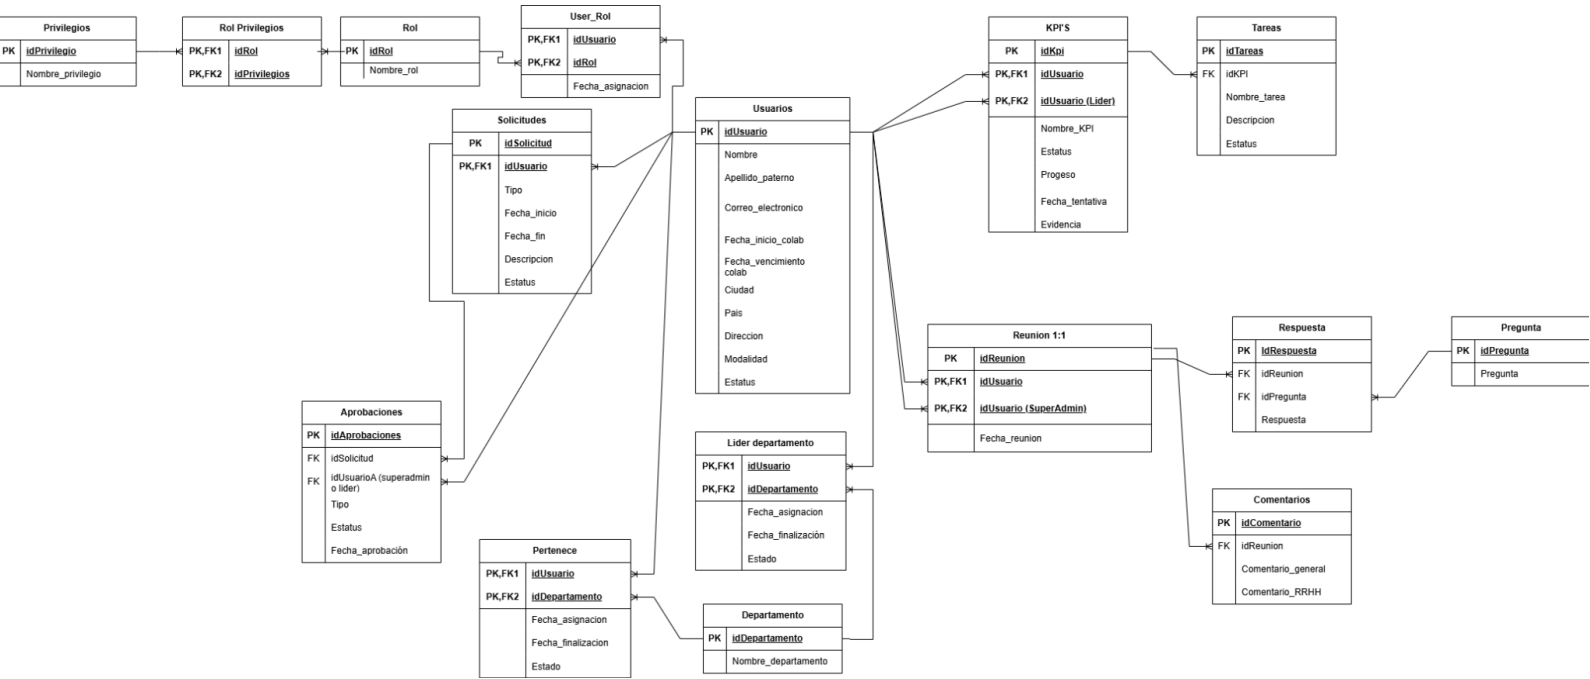 Privilegios
PK idPrivilegio
Nombre_privilegio
Rol Privilegios
PK,FK1 idRol
PK,FK2 idPrivilegios
Rol
PK idRol
Nombre_rol
User_Rol
PK,FK1 idUsuario
PK,FK2 idRol
Fecha_asignacion
Solicitudes
PK idSolicitud
PK,FK1 idUsuario
Tipo
Fecha_inicio
Fecha_fin
Descripcion
Estatus
Usuarios
PK idUsuario
Nombre
Apellido_paterno
Correo_electronico
Fecha_inicio_colab
Fecha_vencimiento
colab
Ciudad
Pais
Direccion
Modalidad
Estatus
KPI'S
PK idKpi
PK,FK1 idUsuario
PK,FK2 idUsuario (Lider)
Nombre_KPI
Estatus
Progeso
Fecha_tentativa
Evidencia
Tareas
PK idTareas
FK idKPI
Nombre_tarea
Descripcion
Estatus
Reunion 1:1
PK idReunion
PK,FK1 idUsuario
PK,FK2 idUsuario (SuperAdmin)
Fecha_reunion
Respuesta
PK IdRespuesta
FK idReunion
FK idPregunta
Respuesta
Pregunta
PK idPregunta
Pregunta
Aprobaciones
PK idAprobaciones
FK idSolicitud
FK idUsuarioA (superadmin
o lider)
Tipo
Estatus
Fecha_aprobación
Lider departamento
PK,FK1 idUsuario
PK,FK2 idDepartamento
Fecha_asignacion
Fecha_finalización
Estado
Comentarios
PK idComentario
FK idReunion
Comentario_general
Comentario_RRHH
Pertenece
PK,FK1 idUsuario
PK,FK2 idDepartamento
Fecha_asignacion
Fecha_finalizacion
Estado
Departamento
PK idDepartamento
Nombre_departamento